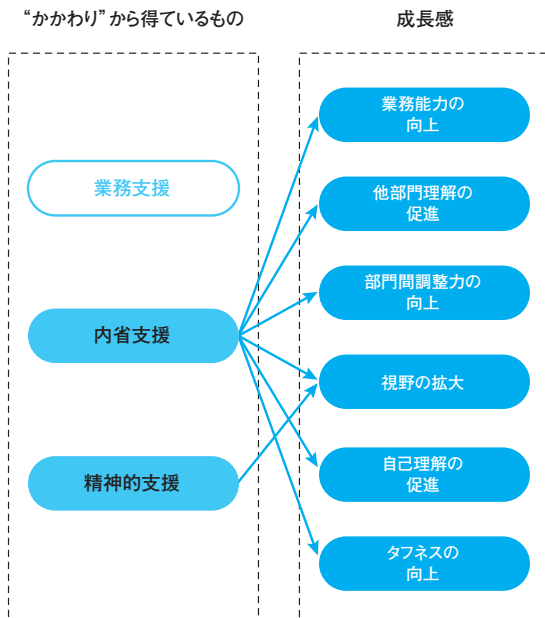 “かかわり”から得ているもの
成長感
業務支援
内省支援
精神的支援
業務能力の
向上
他部門理解の
促進
部門間調整力の
向上
視野の拡大
自己理解の
促進
タフネスの
向上